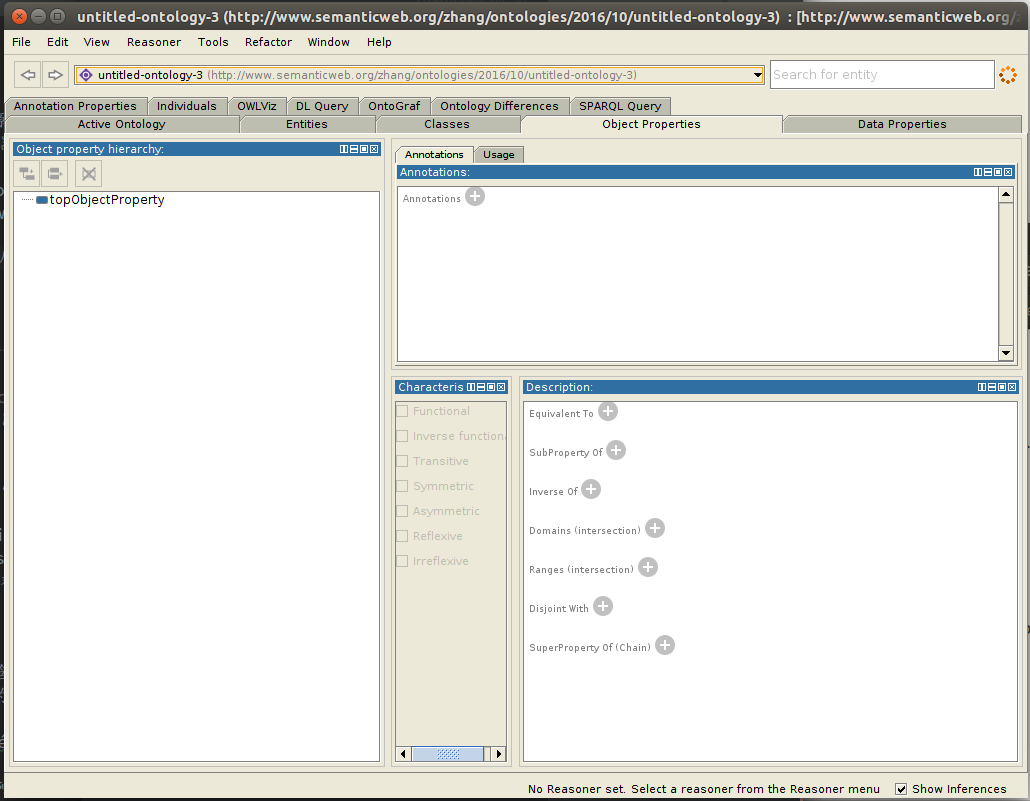 untitled-ontology-3 (http://www.semanticweb.org/zhang/ontologies/2016/10/untitled-ontology-3) : [http://www.semanticweb.org/
File Edit View Reasoner Tools Refactor Window Help
untitled-ontology-3 (http://www.semanticweb.org/zhang/ontologies/2016/10/untitled-ontology-3)
Search for entity
Annotation Properties Individuals OWLViz DL Query OntoGraf Ontology Differences SPARQL Query
Active Ontology Entities Classes Object Properties Data Properties
Object property hierarchy:
topObjectProperty
Annotations Usage
Annotations:
Annotations
Characteris
Functional
Inverse functiona
Transitive
Symmetric
Asymmetric
Reflexive
Irreflexive
Description:
Equivalent To
SubProperty Of
Inverse Of
Domains (intersection)
Ranges (intersection)
Disjoint With
SuperProperty Of (Chain)
No Reasoner set. Select a reasoner from the Reasoner menu Show Inferences